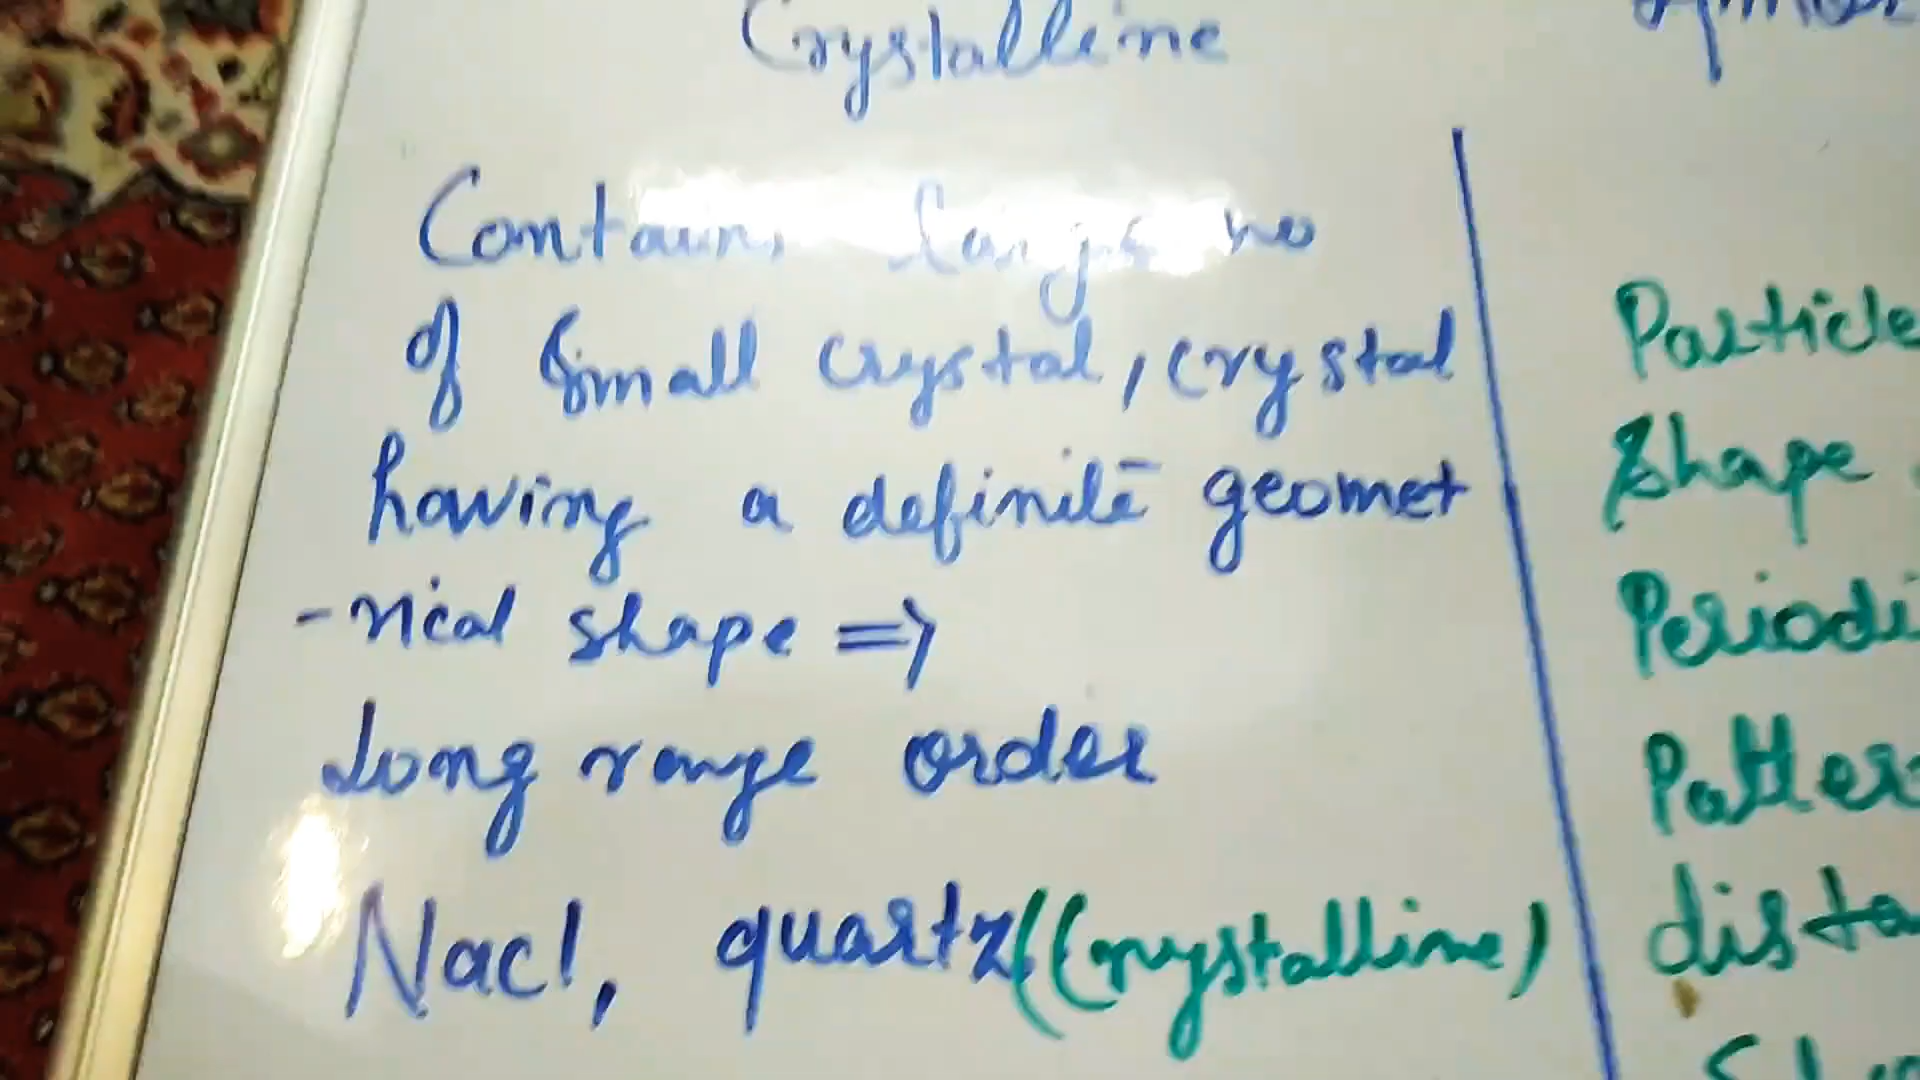 Crystalline
Contains large no
of small crystal, crystal
having a definite geomet
-rical shape =>
Long range order
Nacl, quartz (Crystalline)
Particle
shape
Periodi
Patter
dista